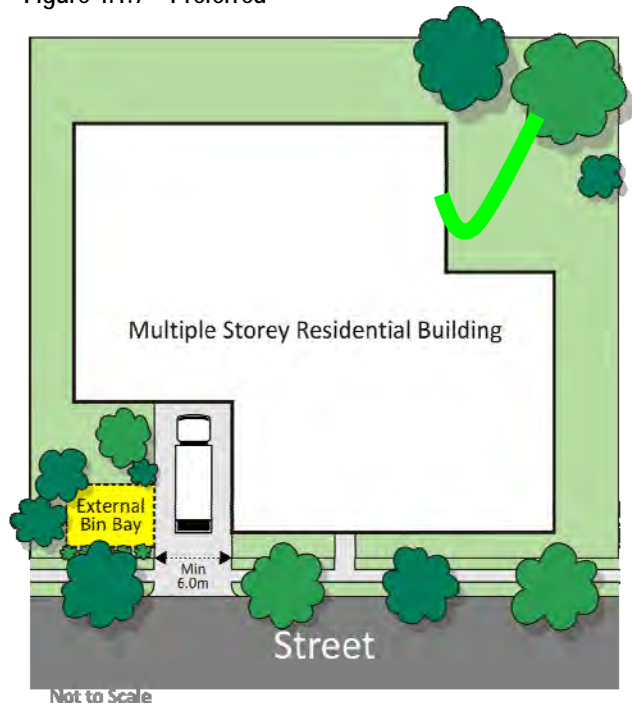 Multiple Storey Residential Building
External
Bin Bay
Min
6.0m
Street
Not to Scale